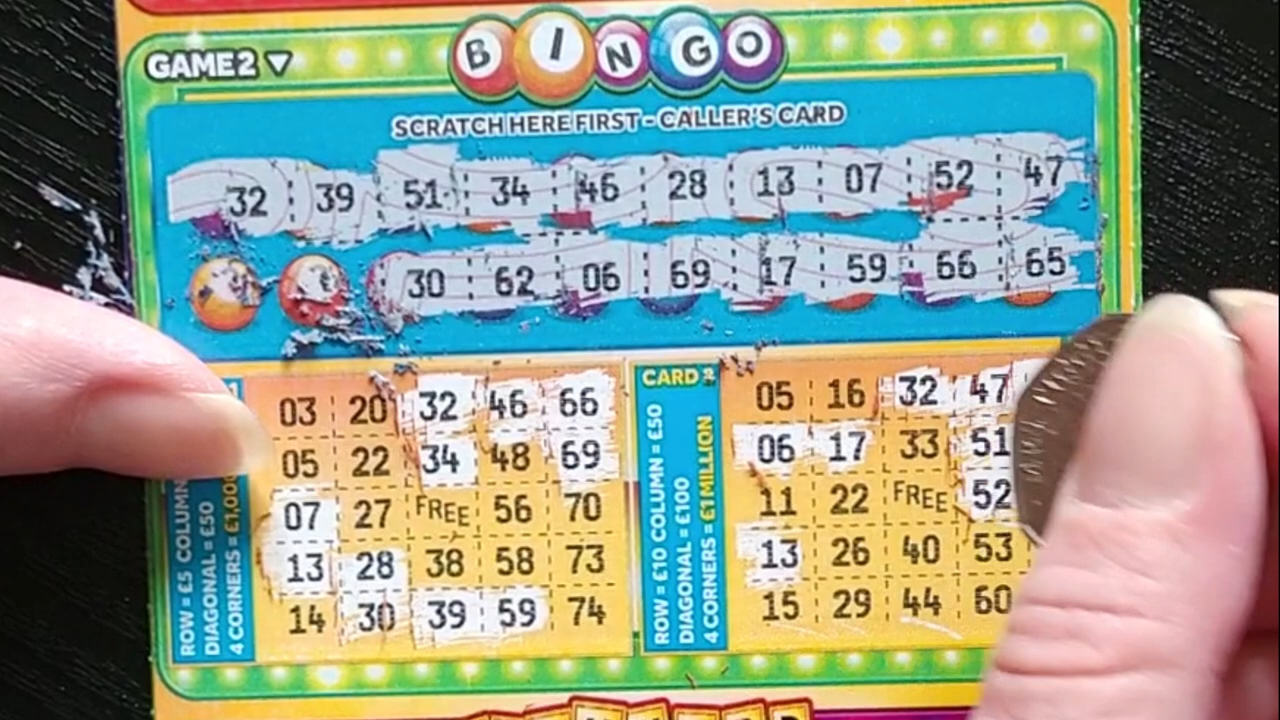 BINGO
GAME 2
SCRATCH HERE FIRST - CALLER'S CARD
32 39 51 34 46 28 13 07 52 47
30 62 06 69 17 59 66 65
ROW = £5 COLUMN
DIAGONAL = £50
4 CORNERS = £1,000
03 20 32 46 66
05 22 34 48 69
07 27 FREE 56 70
13 28 38 58 73
14 30 39 59 74
CARD 2
ROW = £10 COLUMN = £50
DIAGONAL = £100
4 CORNERS = £1 MILLION
05 16 32 47
06 17 33 51
11 22 FREE 52
13 26 40 53
15 29 44 60